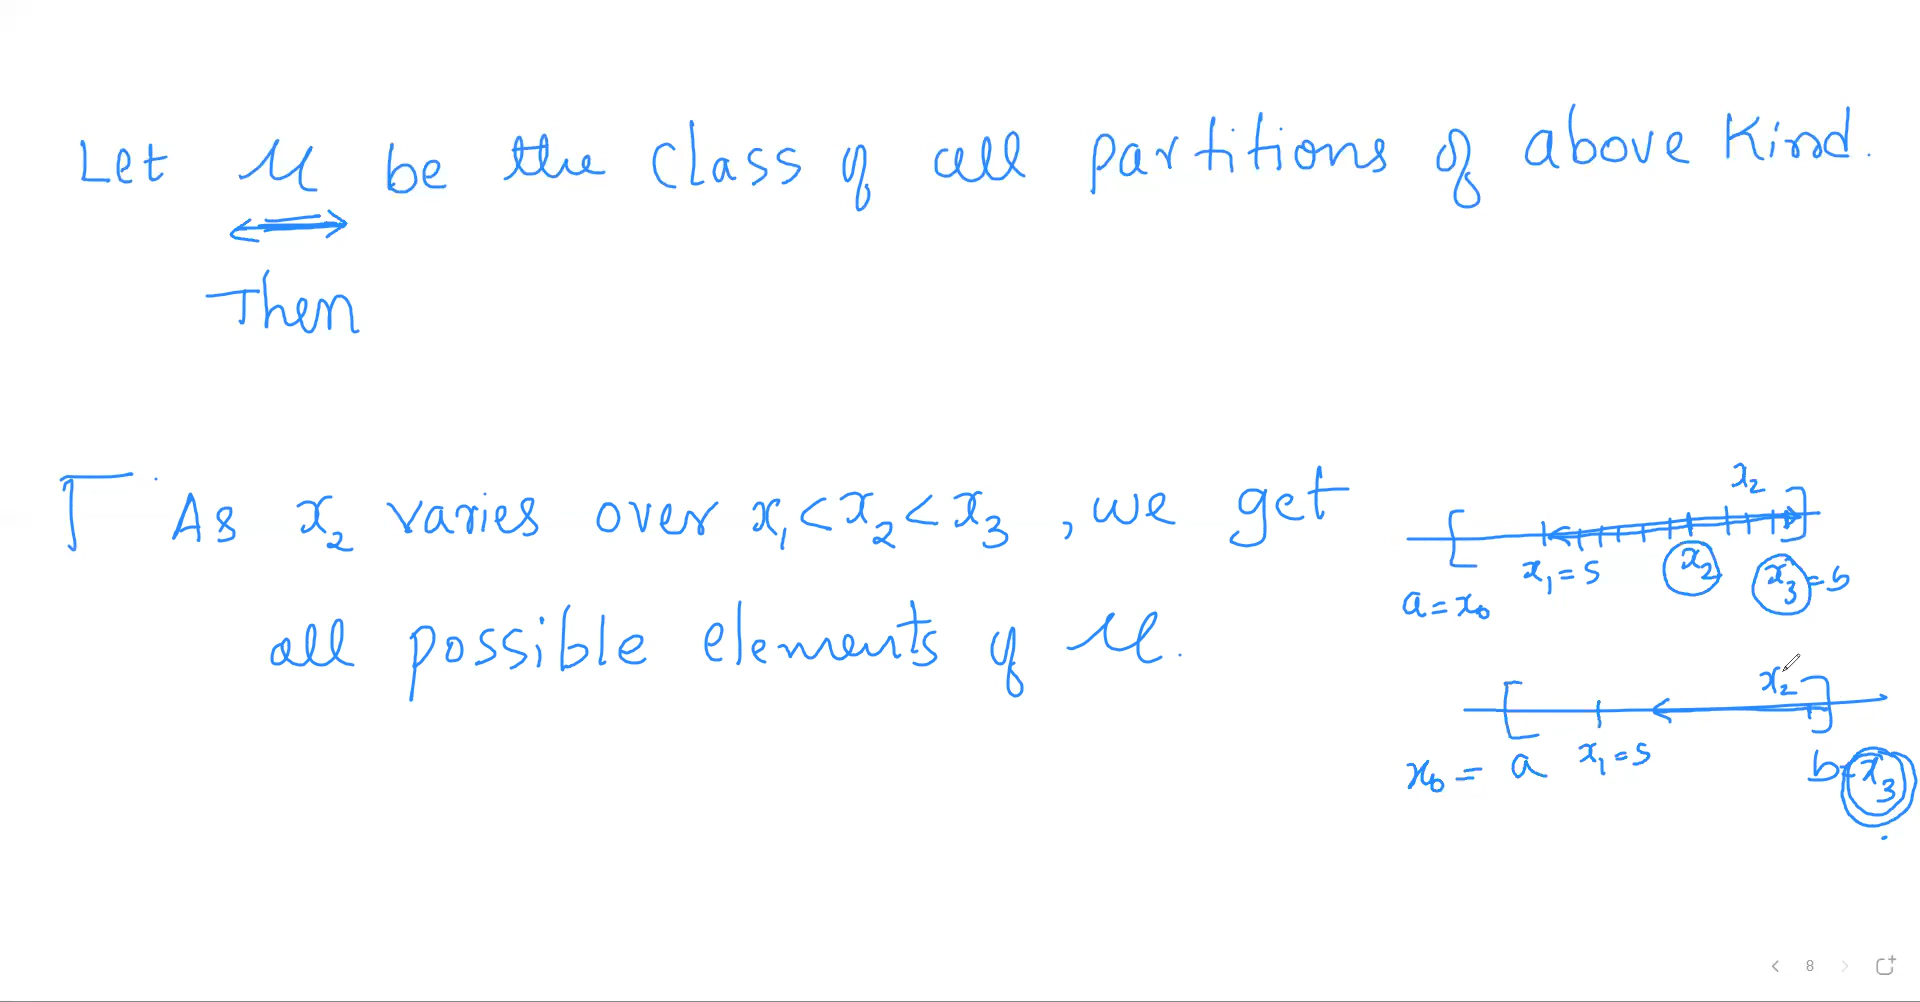 Let 𝓜 be the class of all partitions of above kind.
Then
As x₂ varies over x₁<x₂<x₃, we get
all possible elements of 𝓜.
x₂
x₁=s x₂ x₃=b
a=x₀
x₂
x₀= a x₁=s b=x₃
8